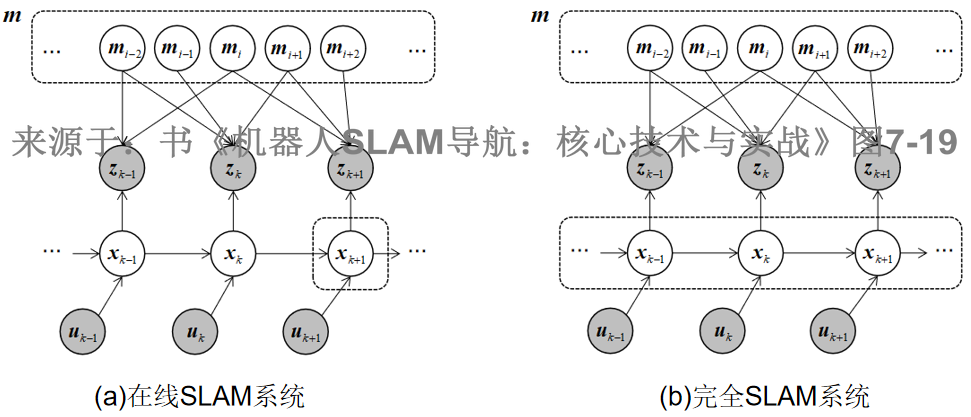 m m
... m_{i-2} m_{i-1} m_i m_{i+1} m_{i+2} ... ... m_{i-2} m_{i-1} m_i m_{i+1} m_{i+2} ...
来源于：书《机器人SLAM导航：核心技术与实战》图7-19
z_{k-1} z_k z_{k+1} z_{k-1} z_k z_{k+1}
... x_{k-1} x_k x_{k+1} ... ... x_{k-1} x_k x_{k+1} ...
u_{k-1} u_k u_{k+1} u_{k-1} u_k u_{k+1}
(a)在线SLAM系统 (b)完全SLAM系统